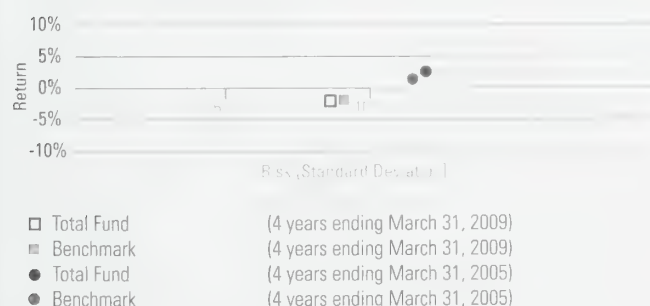 10%
5%
0%
-5%
-10%
Return
Total Fund (4 years ending March 31, 2009)
Benchmark (4 years ending March 31, 2009)
Total Fund (4 years ending March 31, 2005)
Benchmark (4 years ending March 31, 2005)